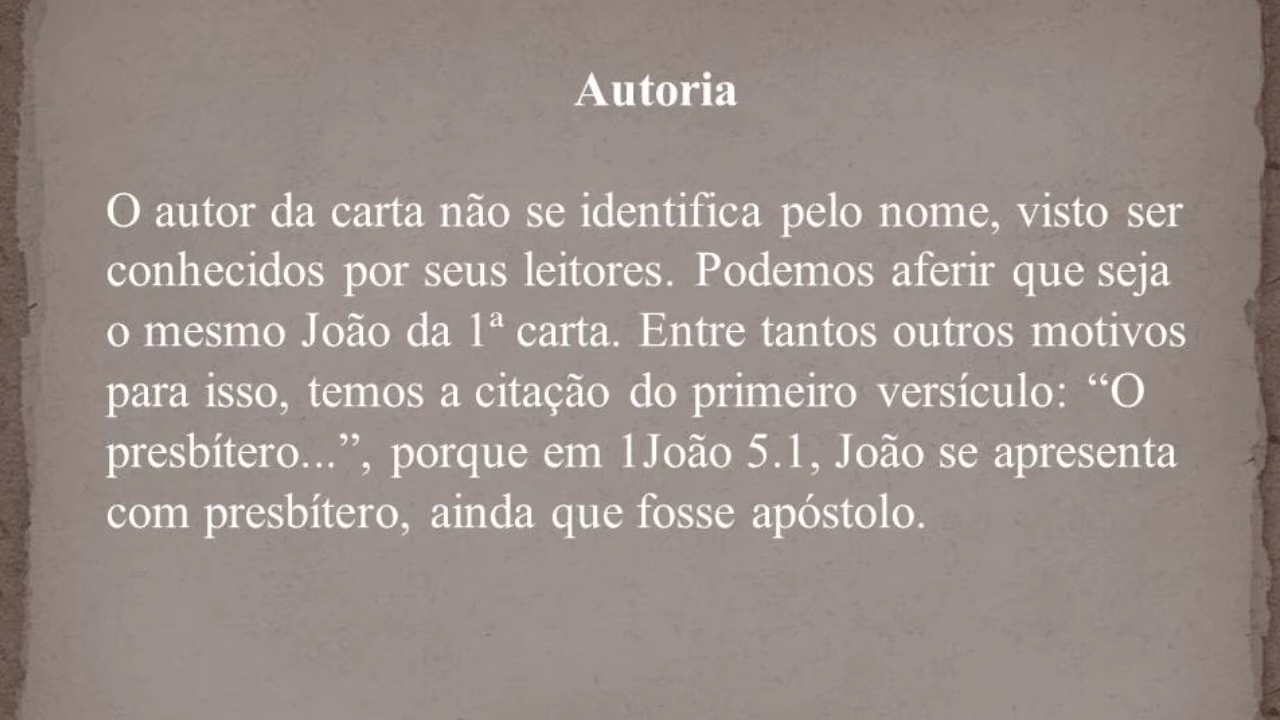 Autoria
O autor da carta não se identifica pelo nome, visto ser
conhecidos por seus leitores. Podemos aferir que seja
o mesmo João da 1ª carta. Entre tantos outros motivos
para isso, temos a citação do primeiro versículo: “O
presbítero...”, porque em 1João 5.1, João se apresenta
com presbítero, ainda que fosse apóstolo.